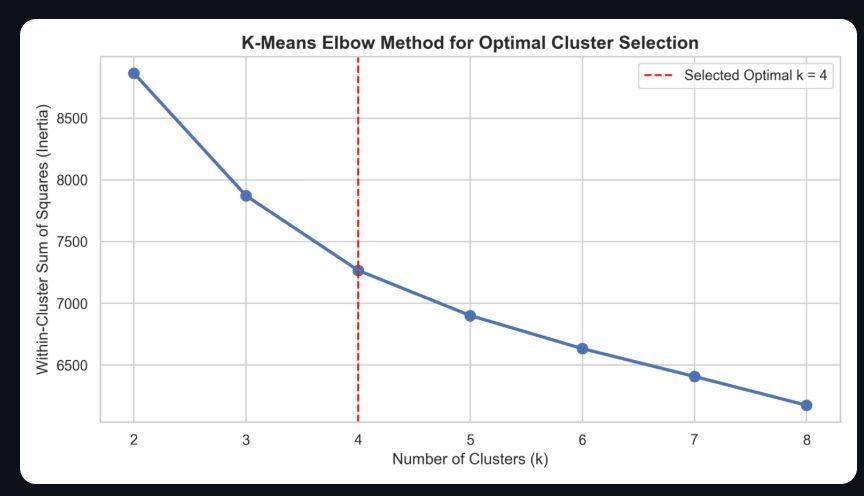 K-Means Elbow Method for Optimal Cluster Selection
Selected Optimal k = 4
Within-Cluster Sum of Squares (Inertia)
8500
8000
7500
7000
6500
2 3 4 5 6 7 8
Number of Clusters (k)